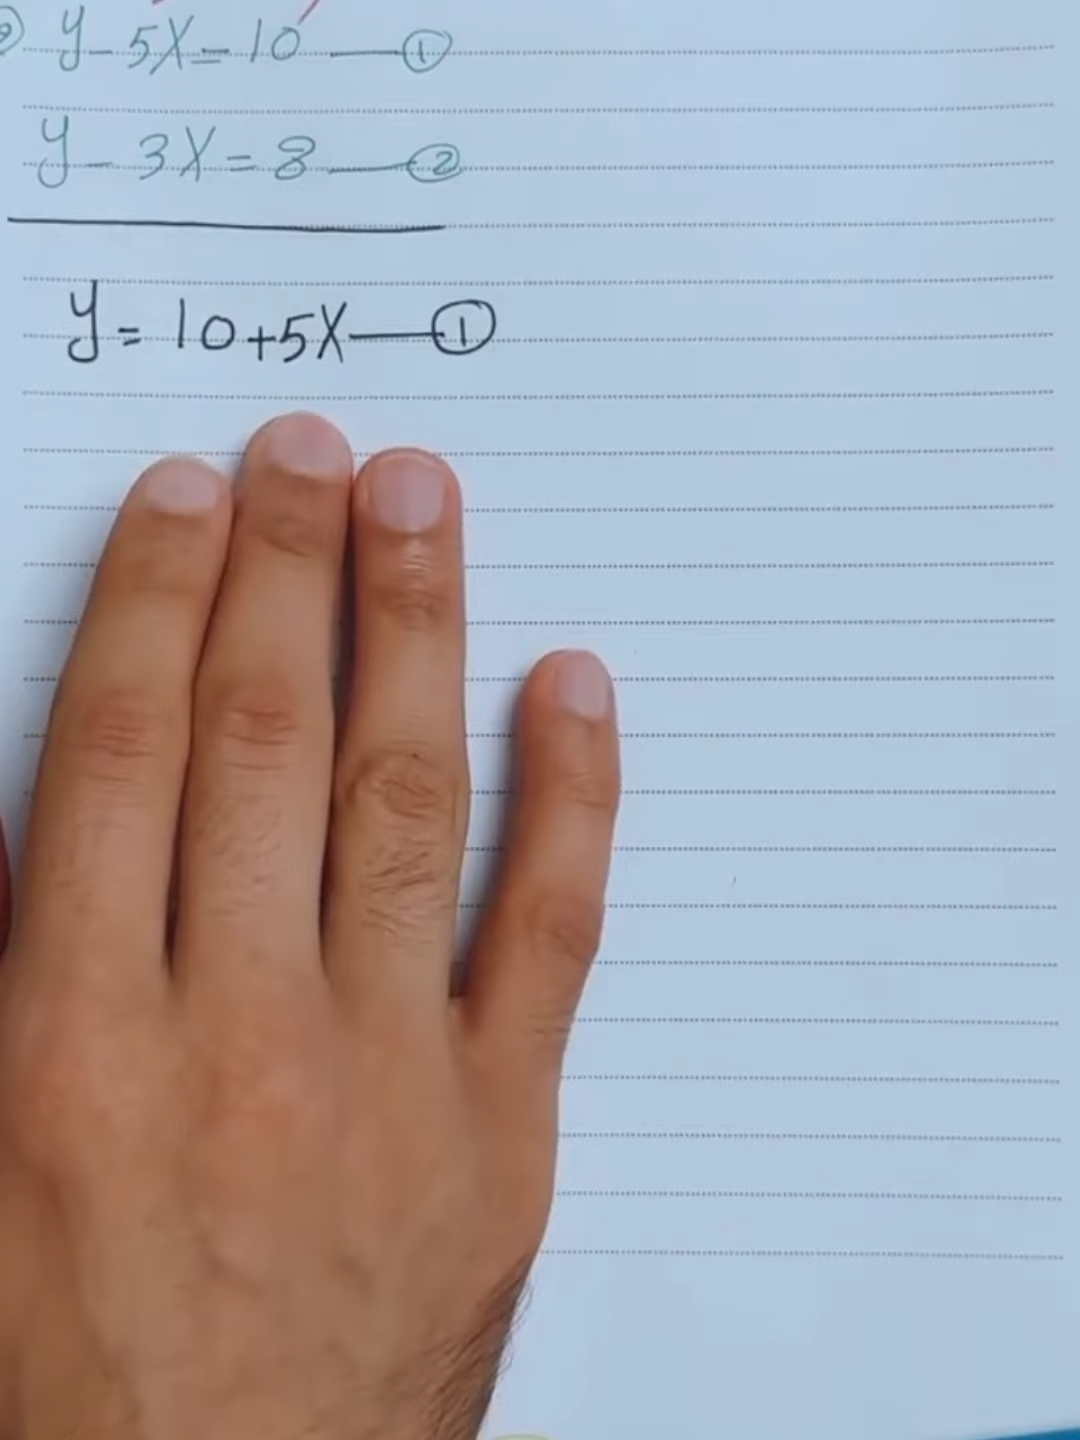 y - 5X = 10 — ①
y - 3X = 8 — ②
y = 10 + 5X — ①